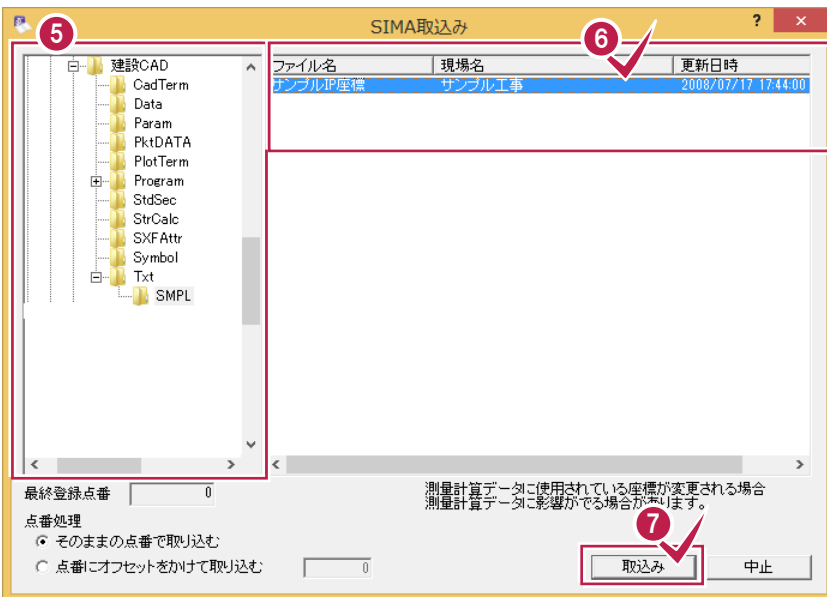 SIMA取込み
? ×
5
6
建設CAD
CadTerm
Data
Param
PktDATA
PlotTerm
Program
StdSec
StrCalc
SXFAttr
Symbol
Txt
SMPL
ファイル名 現場名 更新日時
サンプルIP座標 サンプル工事 2008/07/17 17:44:00
最終登録点番 0
測量計算データに使用されている座標が変更される場合
測量計算データに影響がでる場合があります。
点番処理
そのままの点番で取り込む
点番にオフセットをかけて取り込む 0
7
取込み 中止